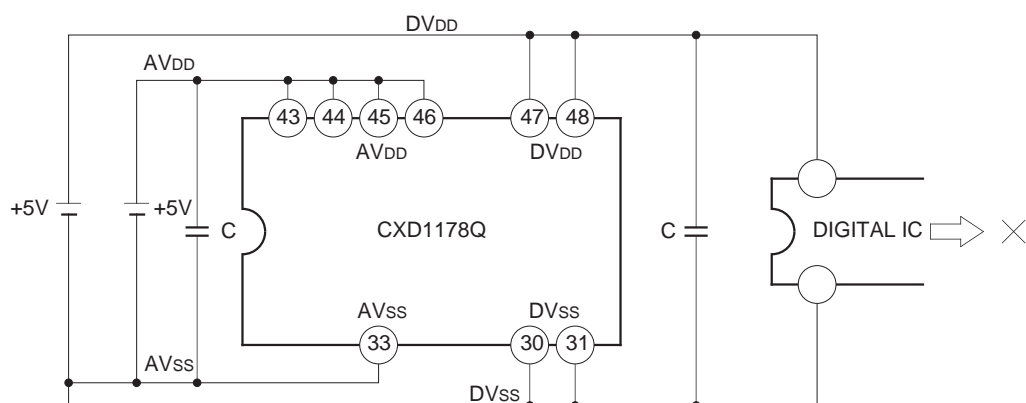 DVDD
AVDD
43 44 45 46 47 48
AVDD DVDD
+5V +5V C CXD1178Q C DIGITAL IC
AVSS DVSS
33 30 31
AVSS
DVSS